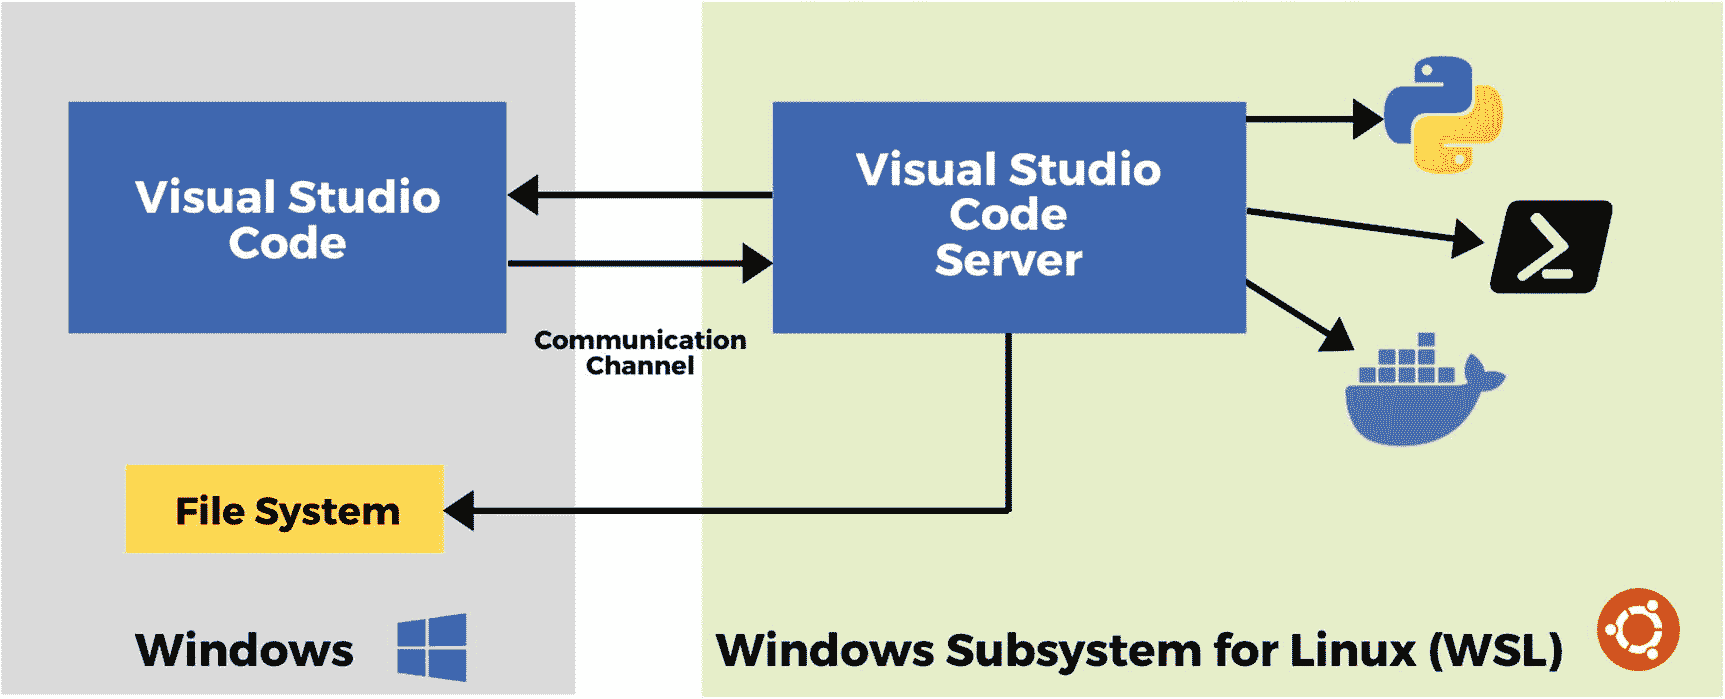 Visual Studio
Code
Visual Studio
Code
Server
Communication
Channel
File System
Windows
Windows Subsystem for Linux (WSL)